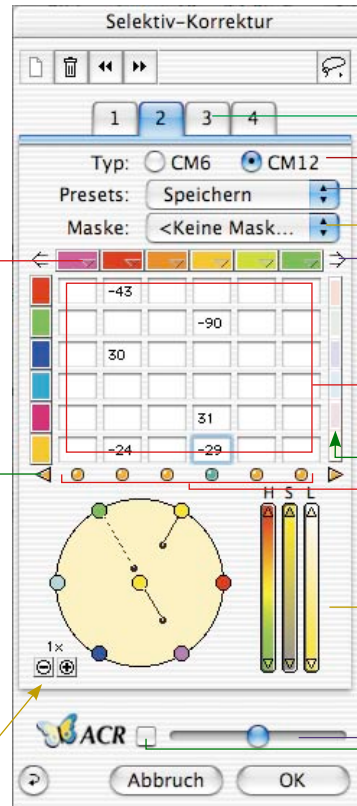 Selektiv-Korrektur
1 2 3 4
Typ: CM6 CM12
Presets: Speichern
Maske: <Keine Mask...
-43
-90
30
31
-24 -29
H S L
1x
ACR
Abbruch OK